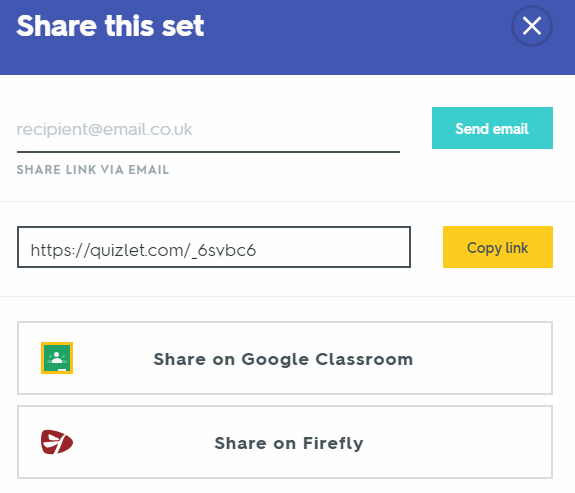 Share this set
recipient@email.co.uk
Send email
SHARE LINK VIA EMAIL
https://quizlet.com/_6svbc6
Copy link
Share on Google Classroom
Share on Firefly